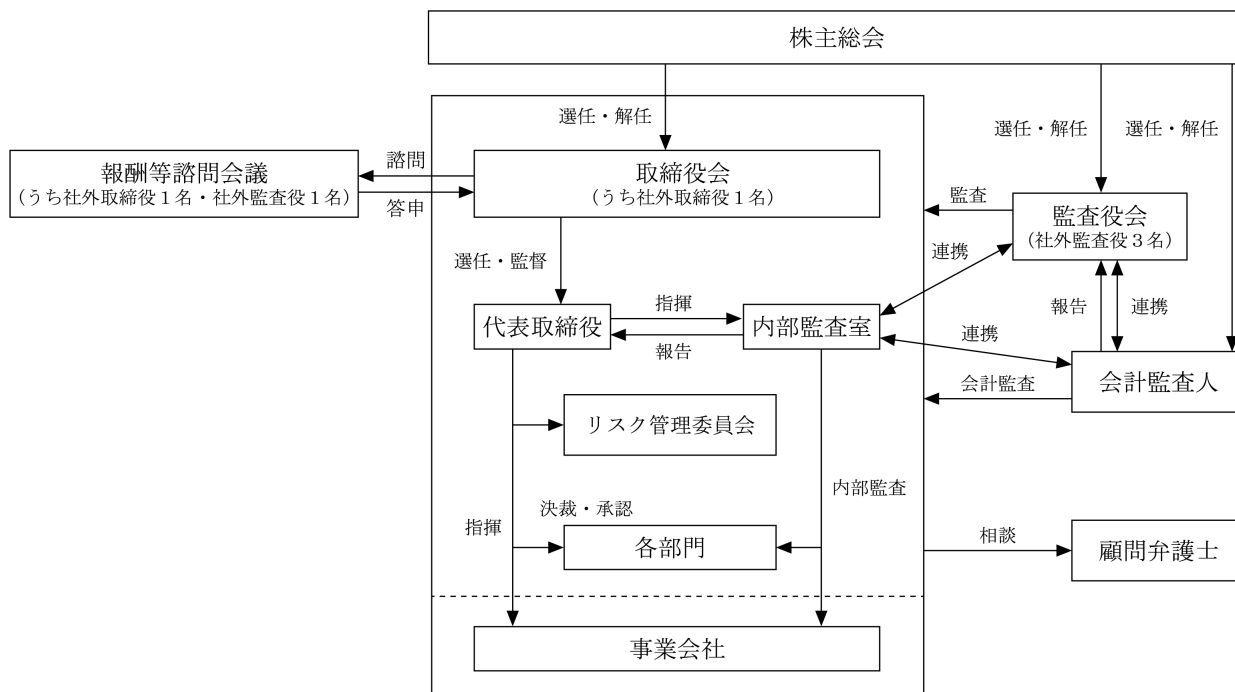 株主総会
選任・解任
選任・解任
選任・解任
報酬等諮問会議
(うち社外取締役1名・社外監査役1名)
諮問
答申
取締役会
(うち社外取締役1名)
監査
監査役会
(社外監査役3名)
選任・監督
連携
代表取締役
指揮
報告
内部監査室
報告
連携
連携
会計監査
会計監査人
リスク管理委員会
内部監査
決裁・承認
指揮
各部門
相談
顧問弁護士
事業会社